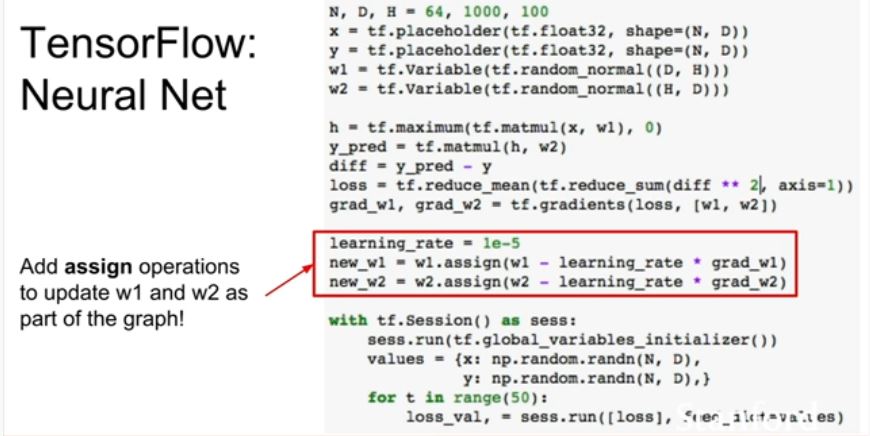 TensorFlow:
Neural Net
Add assign operations
to update w1 and w2 as
part of the graph!
N, D, H = 64, 1000, 100
x = tf.placeholder(tf.float32, shape=(N, D))
y = tf.placeholder(tf.float32, shape=(N, D))
w1 = tf.Variable(tf.random_normal((D, H)))
w2 = tf.Variable(tf.random_normal((H, D)))
h = tf.maximum(tf.matmul(x, w1), 0)
y_pred = tf.matmul(h, w2)
diff = y_pred - y
loss = tf.reduce_mean(tf.reduce_sum(diff ** 2, axis=1))
grad_w1, grad_w2 = tf.gradients(loss, [w1, w2])
learning_rate = 1e-5
new_w1 = w1.assign(w1 - learning_rate * grad_w1)
new_w2 = w2.assign(w2 - learning_rate * grad_w2)
with tf.Session() as sess:
    sess.run(tf.global_variables_initializer())
    values = {x: np.random.randn(N, D),
              y: np.random.randn(N, D),}
    for t in range(50):
        loss_val, = sess.run([loss], feed_dict=values)
Stanford